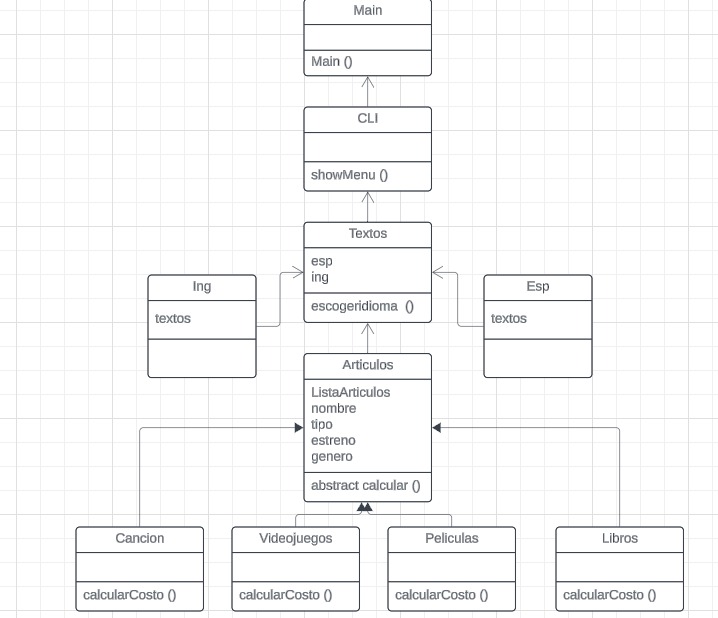 Main
Main ()
CLI
showMenu ()
Textos
esp
ing
escogeridioma ()
Ing
textos
Esp
textos
Articulos
ListaArticulos
nombre
tipo
estreno
genero
abstract calcular ()
Cancion
calcularCosto ()
Videojuegos
calcularCosto ()
Peliculas
calcularCosto ()
Libros
calcularCosto ()